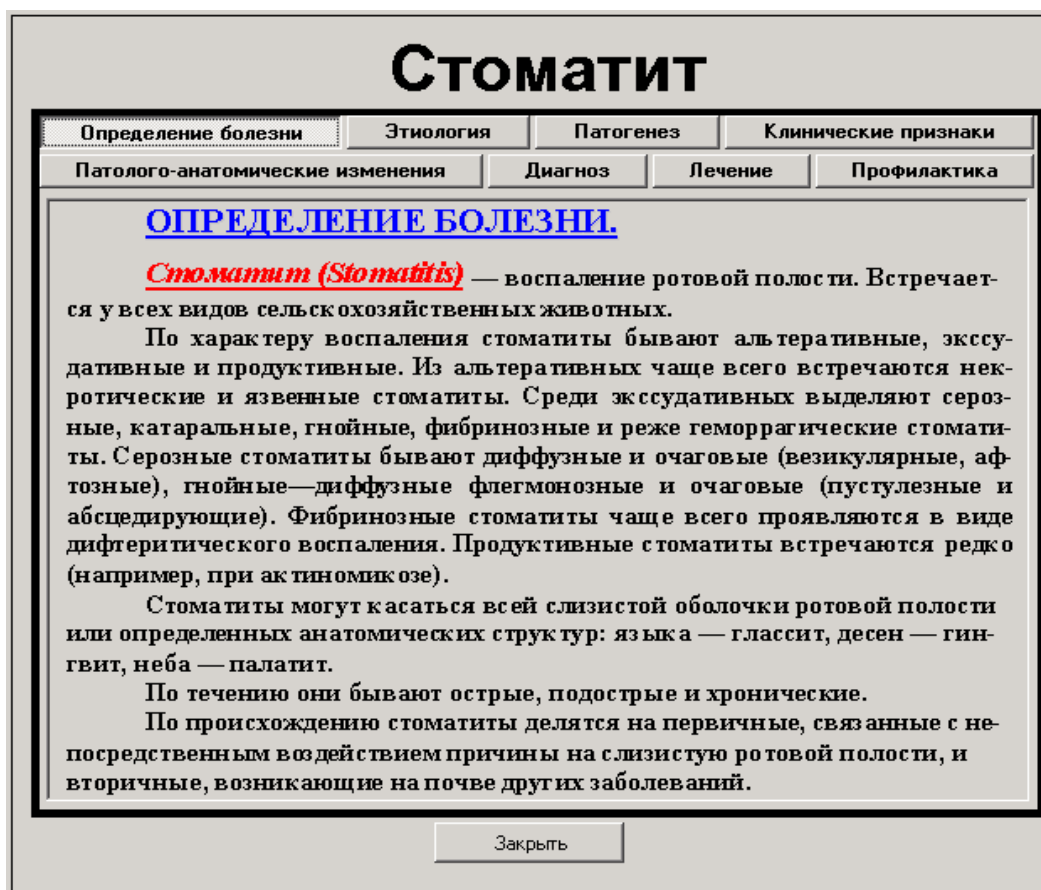 Стоматит
Определение болезни Этиология Патогенез Клинические признаки
Патолого-анатомические изменения Диагноз Лечение Профилактика
ОПРЕДЕЛЕНИЕ БОЛЕЗНИ.
Стоматит (Stomatitis) — воспаление ротовой полости. Встречает-
ся у всех видов сельскохозяйственных животных.
По характеру воспаления стоматиты бывают альтеративные, экссу-
дативные и продуктивные. Из альтеративных чаще всего встречаются нек-
ротические и язвенные стоматиты. Среди экссудативных выделяют сероз-
ные, катаральные, гнойные, фибринозные и реже геморрагические стомати-
ты. Серозные стоматиты бывают диффузные и очаговые (везикулярные, аф-
тозные), гнойные—диффузные флегмонозные и очаговые (пустулезные и
абсцедирующие). Фибринозные стоматиты чаще всего проявляются в виде
дифтеритического воспаления. Продуктивные стоматиты встречаются редко
(например, при актиномикозе).
Стоматиты могут касаться всей слизистой оболочки ротовой полости
или определенных анатомических структур: языка — глассит, десен — гин-
гвит, неба — палатит.
По течению они бывают острые, подострые и хронические.
По происхождению стоматиты делятся на первичные, связанные с не-
посредственным воздействием причины на слизистую ротовой полости, и
вторичные, возникающие на почве других заболеваний.
Закрыть